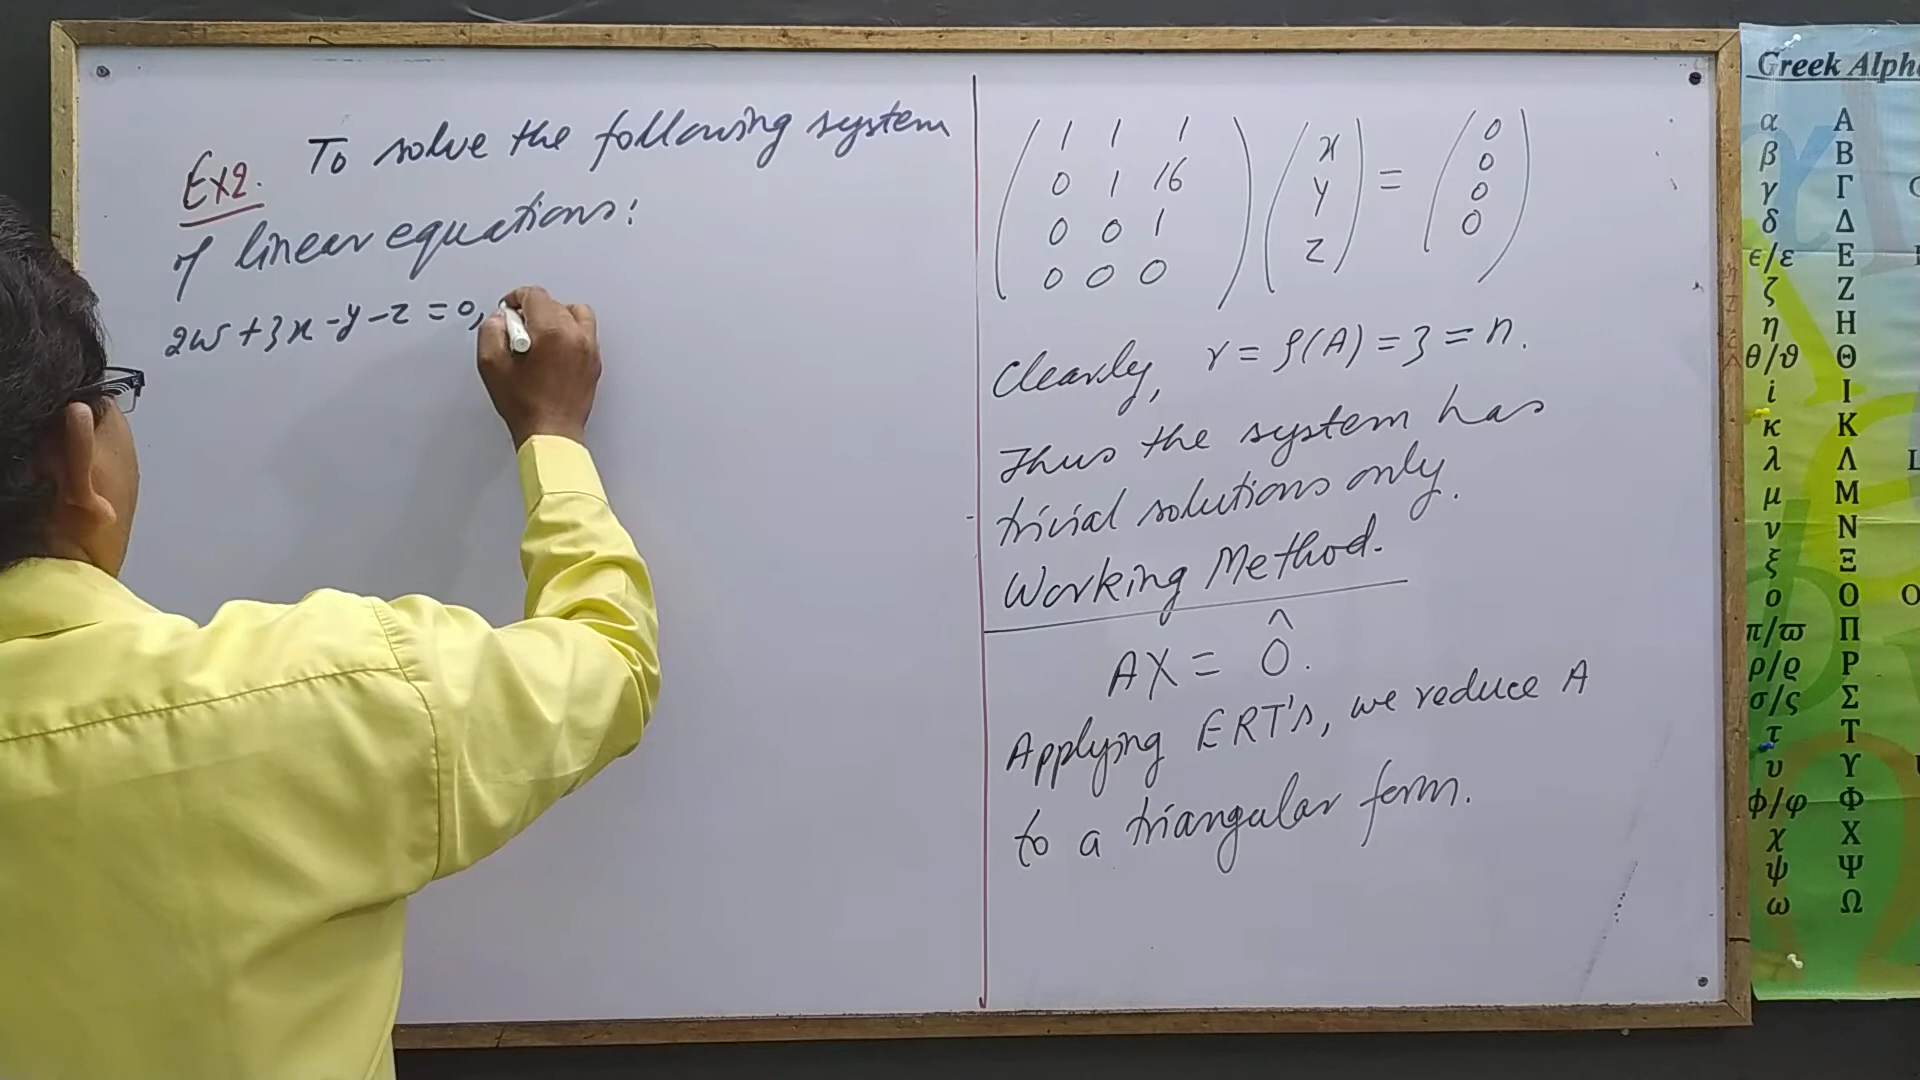 Ex2. To solve the following system
of linear equations:
2w+3x-y-z=0,
1 1 1
0 1 16
0 0 1
0 0 0
x
y
z
=
0
0
0
0
Clearly, r = ρ(A) = 3 = n.
Thus the system has
trivial solutions only.
Working Method.
AX = Ô.
Applying ERT's, we reduce A
to a triangular form.
Greek Alph
α Α
β Β
γ Γ
δ Δ
ϵ/ε Ε
ζ Ζ
η Η
θ/ϑ Θ
i Ι
κ Κ
λ Λ
μ Μ
ν Ν
ξ Ξ
ο Ο
π/ϖ Π
ρ/ϱ Ρ
σ/ς Σ
τ Τ
υ Υ
ϕ/φ Φ
χ Χ
ψ Ψ
ω Ω